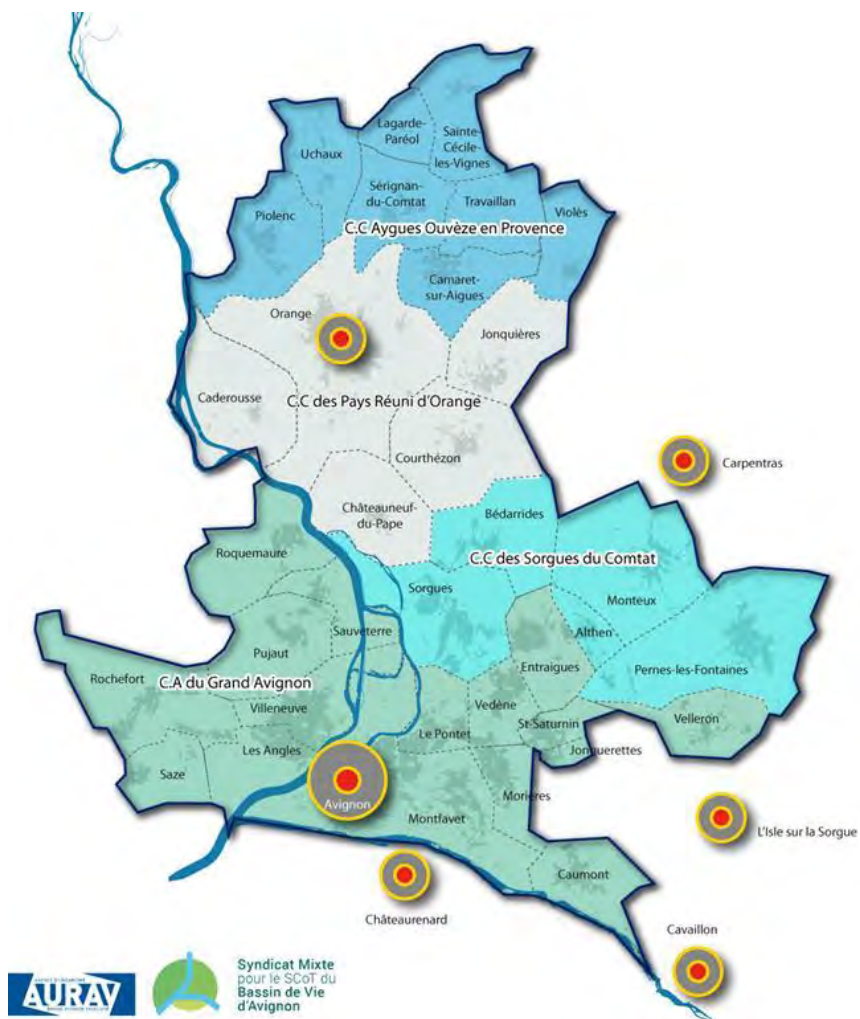 Lagarde-
Paréol
Sainte-
Cécile-
les-Vignes
Uchaux
Sérignan-
du-Comtat
Travaillan
Piolenc
Violès
C.C Aygues Ouvèze en Provence
Camaret-
sur-Aigues
Orange
Jonquières
Caderousse
C.C des Pays Réuni d'Orange
Courthézon
Carpentras
Châteauneuf-
du-Pape
Bédarrides
Roquemaure
C.C des Sorgues du Comtat
Sorgues
Monteux
Sauveterre
Althen
Pujaut
Entraigues
Pernes-les-Fontaines
Rochefort
C.A du Grand Avignon
Villeneuve
Vedène
Velleron
St-Saturnin
Le Pontet
Les Angles
Jonquerettes
Saze
Morières
Avignon
Montfavet
L'Isle sur la Sorgue
Caumont
Châteaurenard
Cavaillon
AURAV
Syndicat Mixte
pour le SCoT du
Bassin de Vie
d'Avignon